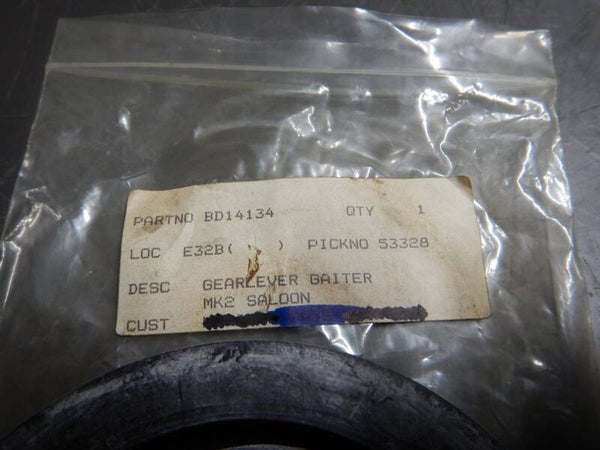 PARTNO BD14134 QTY 1
LOC E32B( ) PICKNO 53328
DESC GEARLEVER GAITER
MK2 SALOON
CUST